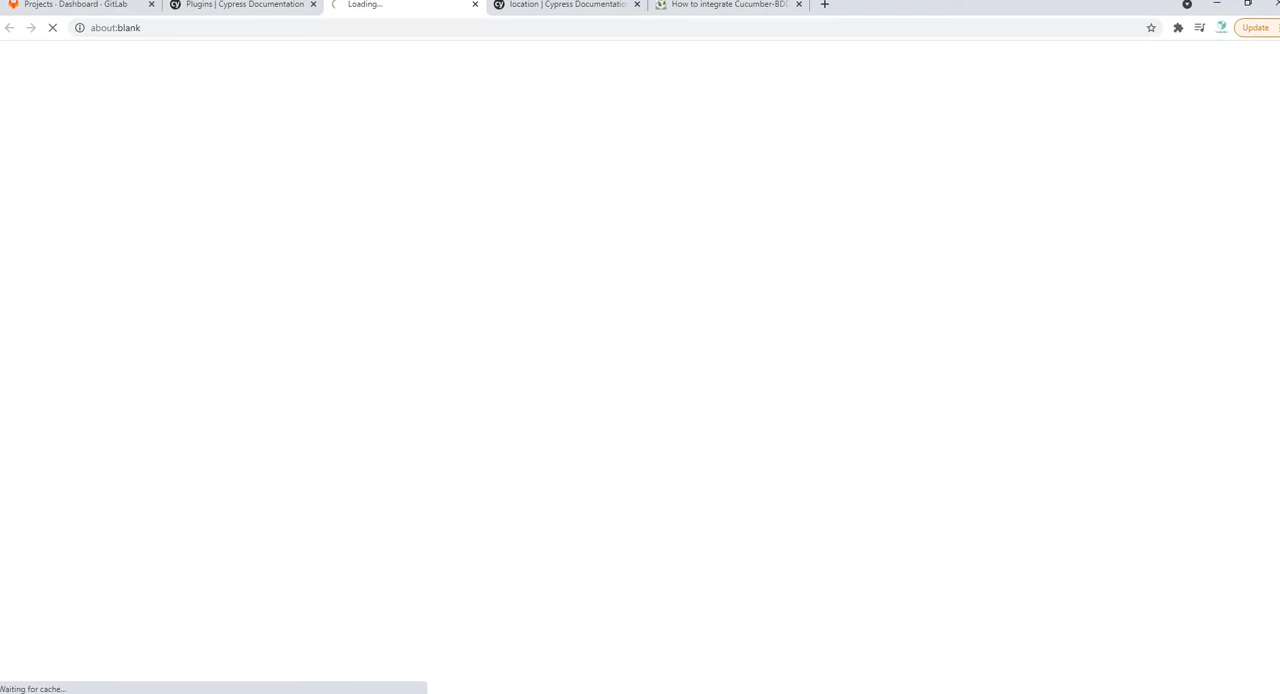 Projects · Dashboard · GitLab
Plugins | Cypress Documentation
Loading...
location | Cypress Documentatio
How to integrate Cucumber-BDD
about:blank
Update
Waiting for cache...